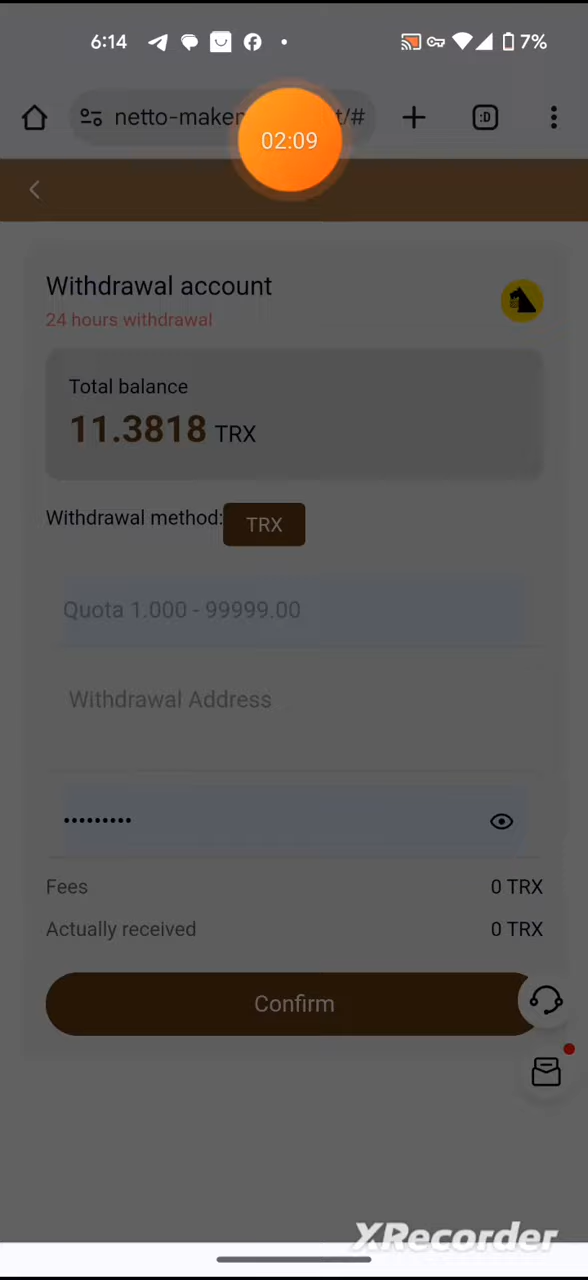 6:14
7%
netto-maker
t/#
:D
02:09
Withdrawal account
24 hours withdrawal
Total balance
11.3818 TRX
Withdrawal method: TRX
Quota 1.000 - 99999.00
Withdrawal Address
•••••••••
Fees 0 TRX
Actually received 0 TRX
Confirm
XRecorder